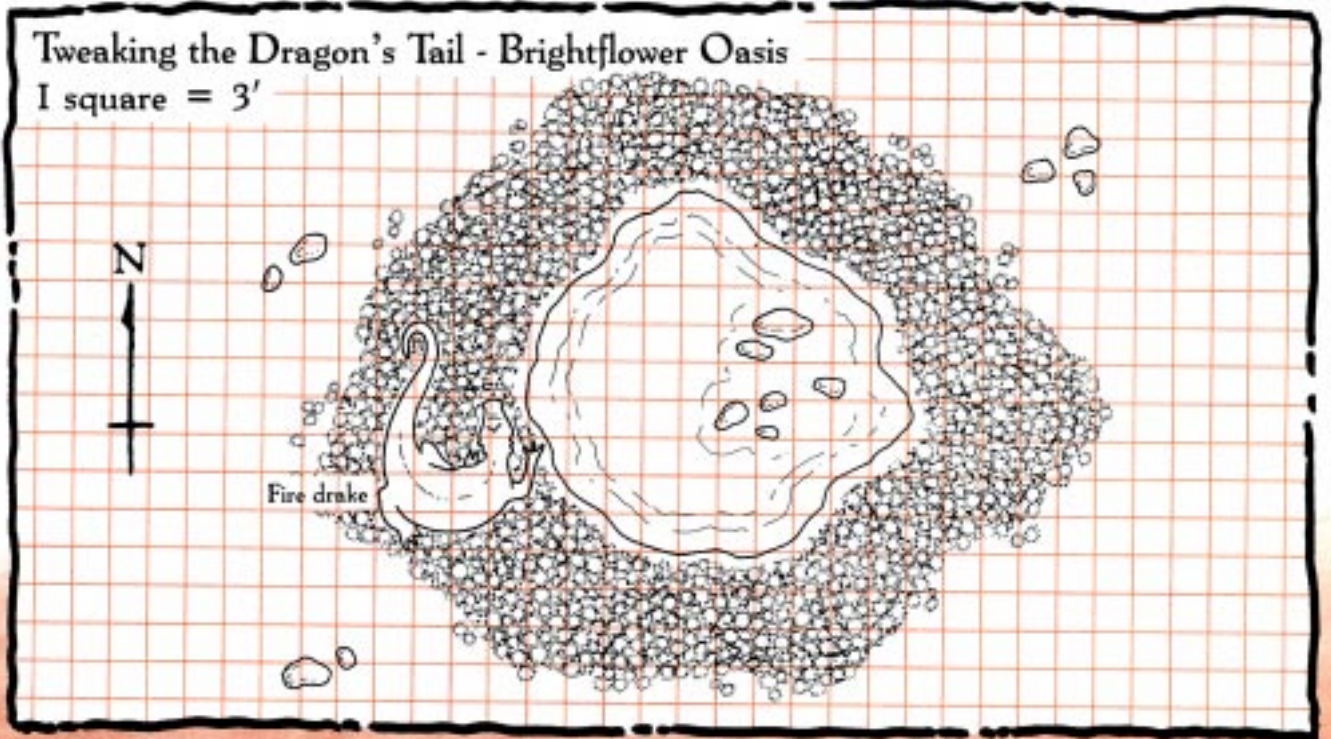 Tweaking the Dragon's Tail - Brightflower Oasis
1 square = 3'
N
Fire drake